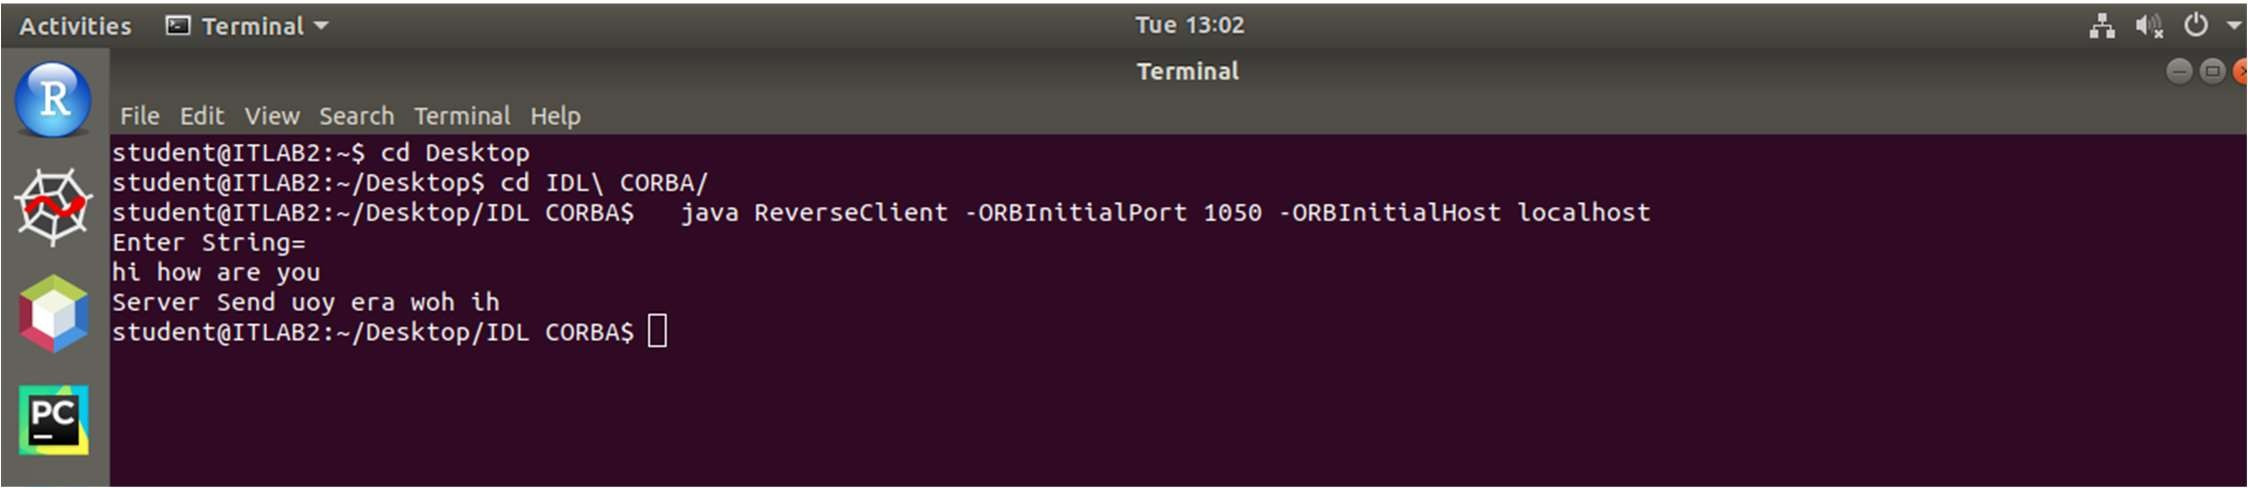 Activities Terminal Tue 13:02
Terminal
R
File Edit View Search Terminal Help
student@ITLAB2:~$ cd Desktop
student@ITLAB2:~/Desktop$ cd IDL\ CORBA/
student@ITLAB2:~/Desktop/IDL CORBA$   java ReverseClient -ORBInitialPort 1050 -ORBInitialHost localhost
Enter String=
hi how are you
Server Send uoy era woh ih
student@ITLAB2:~/Desktop/IDL CORBA$
PC